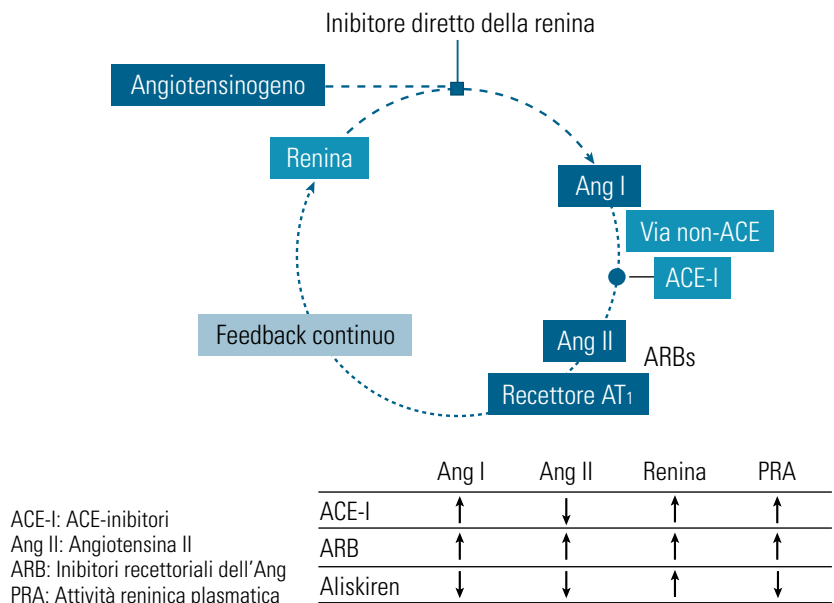 Inibitore diretto della renina
Angiotensinogeno
Renina
Ang I
Via non-ACE
ACE-I
Feedback continuo
Ang II
ARBs
Recettore AT1
Ang I Ang II Renina PRA
ACE-I ↑ ↓ ↑ ↑
ARB ↑ ↑ ↑ ↑
Aliskiren ↓ ↓ ↑ ↓
ACE-I: ACE-inibitori
Ang II: Angiotensina II
ARB: Inibitori recettoriali dell'Ang
PRA: Attività reninica plasmatica